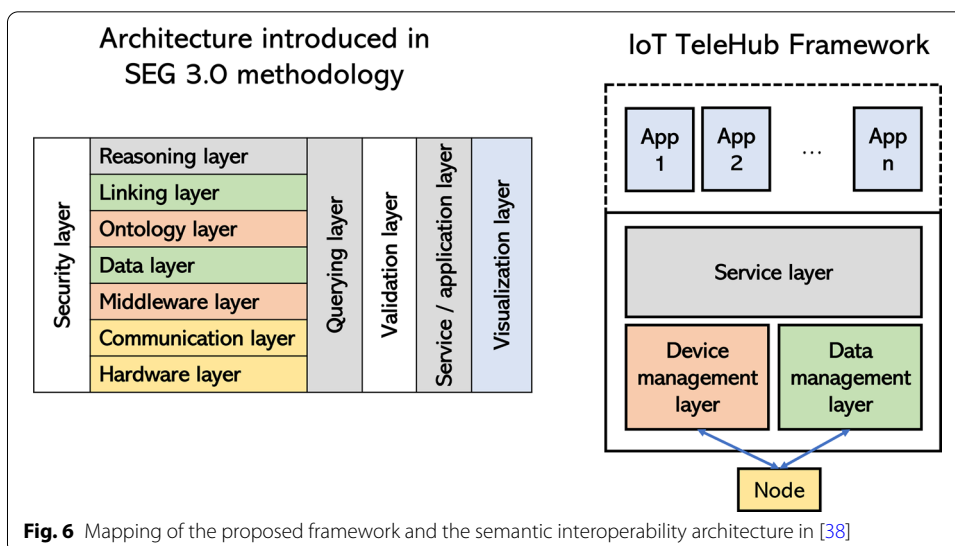 Architecture introduced in
SEG 3.0 methodology
Security layer
Reasoning layer
Linking layer
Ontology layer
Data layer
Middleware layer
Communication layer
Hardware layer
Querying layer
Validation layer
Service / application layer
Visualization layer
IoT TeleHub Framework
App
1
App
2
...
App
n
Service layer
Device
management
layer
Data
management
layer
Node
Fig. 6 Mapping of the proposed framework and the semantic interoperability architecture in [38]